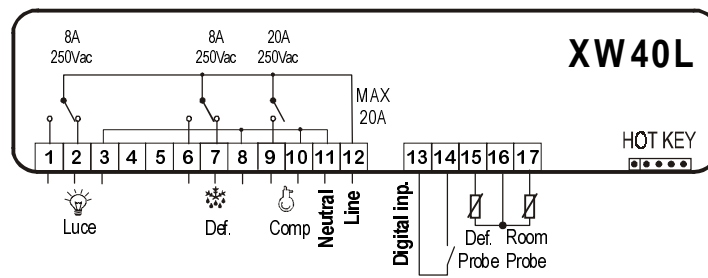 8A 250Vac
8A 250Vac
20A 250Vac
XW40L
MAX 20A
HOT KEY
1 2 3 4 5 6 7 8 9 10 11 12 13 14 15 16 17
Luce
Def.
Comp
Neutral
Line
Digital inp.
Def. Probe
Room Probe